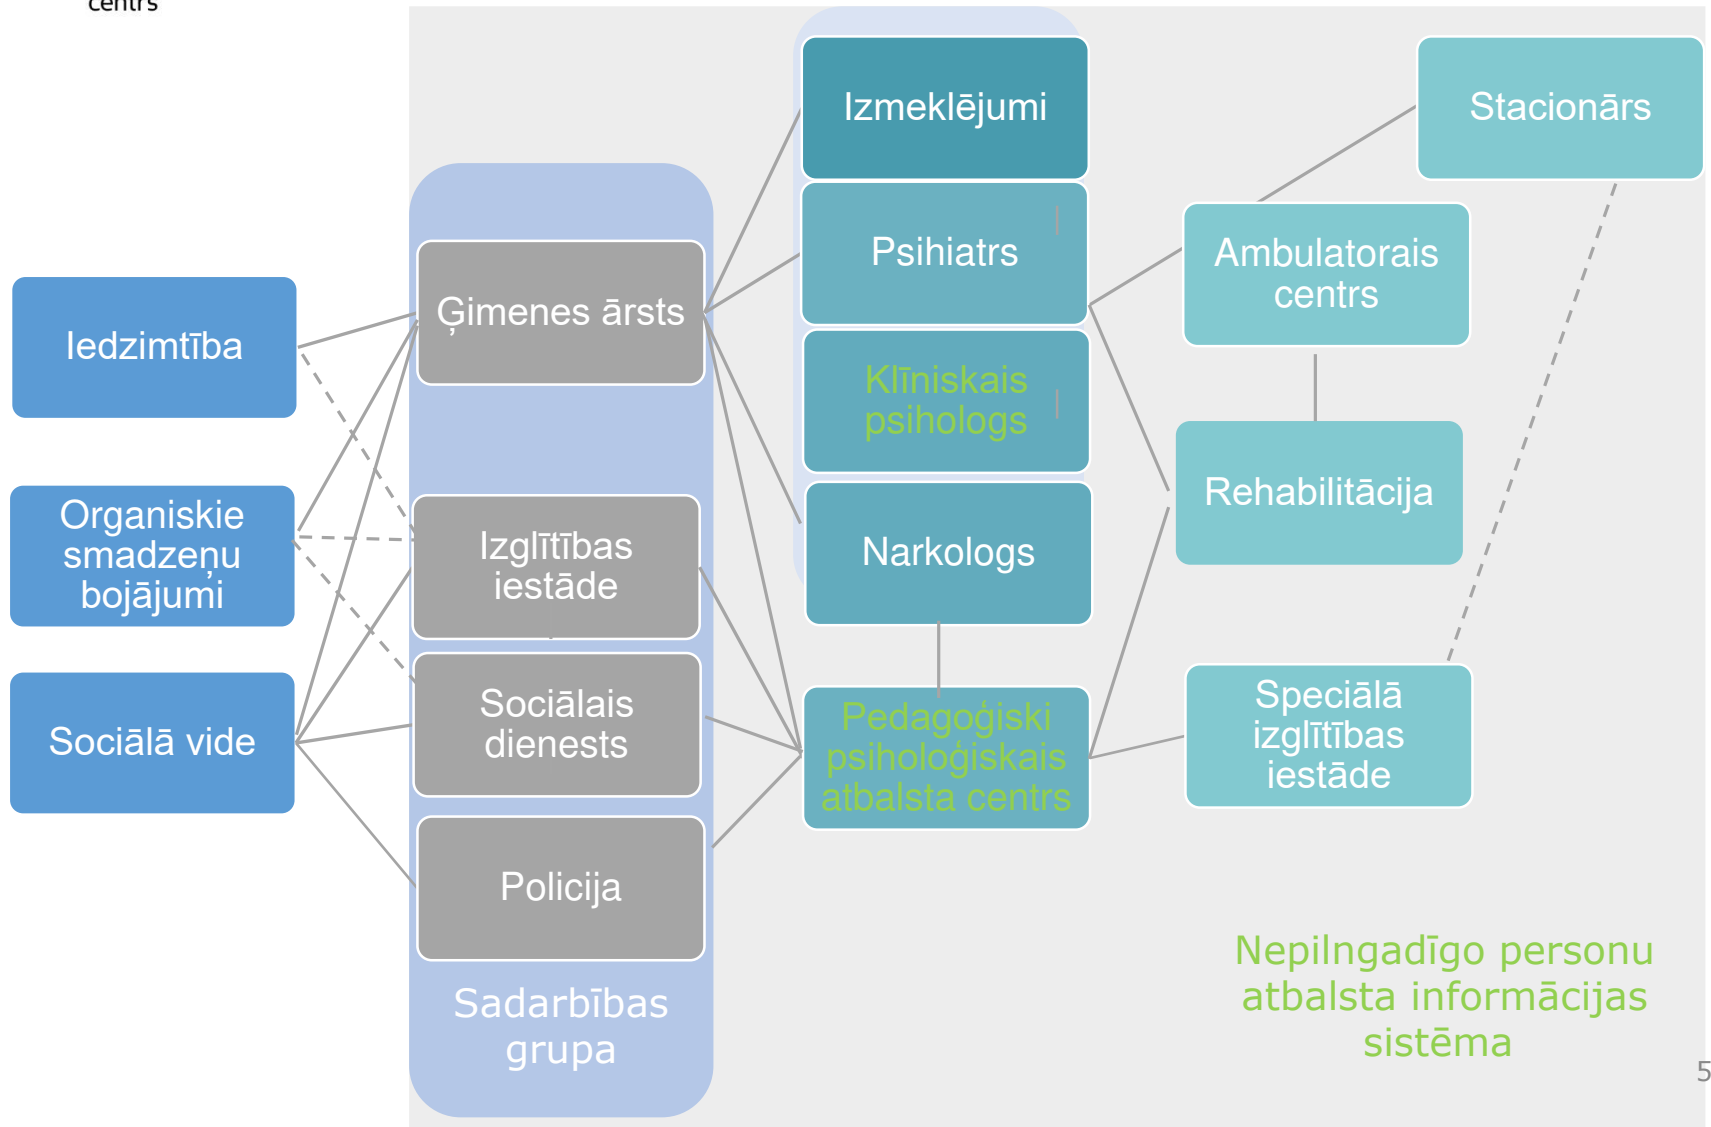 centrs
Iedzimtība
Organiskie
smadzeņu
bojājumi
Sociālā vide
Ģimenes ārsts
Izglītības
iestāde
Sociālais
dienests
Policija
Sadarbības
grupa
Izmeklējumi
Psihiatrs
Klīniskais
psihologs
Narkologs
Pedagoģiski
psiholoģiskais
atbalsta centrs
Stacionārs
Ambulatorais
centrs
Rehabilitācija
Speciālā
izglītības
iestāde
Nepilngadīgo personu
atbalsta informācijas
sistēma
5